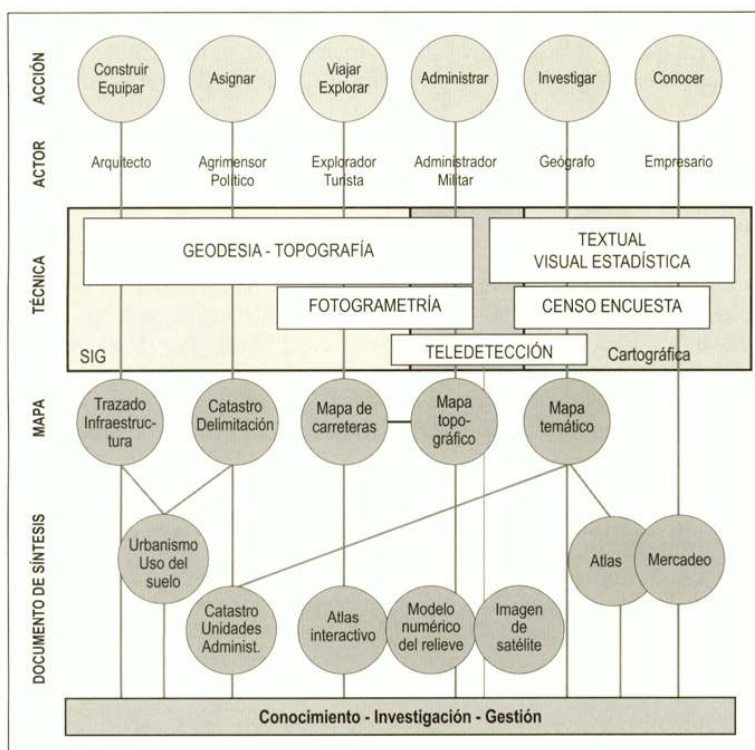 ACCIÓN
Construir
Equipar
Asignar
Viajar
Explorar
Administrar
Investigar
Conocer
ACTOR
Arquitecto
Agrimensor
Político
Explorador
Turista
Administrador
Militar
Geógrafo
Empresario
TÉCNICA
GEODESIA - TOPOGRAFÍA
TEXTUAL
VISUAL ESTADÍSTICA
FOTOGRAMETRÍA
CENSO ENCUESTA
SIG
TELEDETECCIÓN
Cartográfica
MAPA
Trazado
Infraestruc-
tura
Catastro
Delimitación
Mapa de
carreteras
Mapa
topo-
gráfico
Mapa
temático
DOCUMENTO DE SÍNTESIS
Urbanismo
Uso del
suelo
Atlas
Mercadeo
Catastro
Unidades
Administ.
Atlas
interactivo
Modelo
numérico
del relieve
Imagen
de
satélite
Conocimiento - Investigación - Gestión